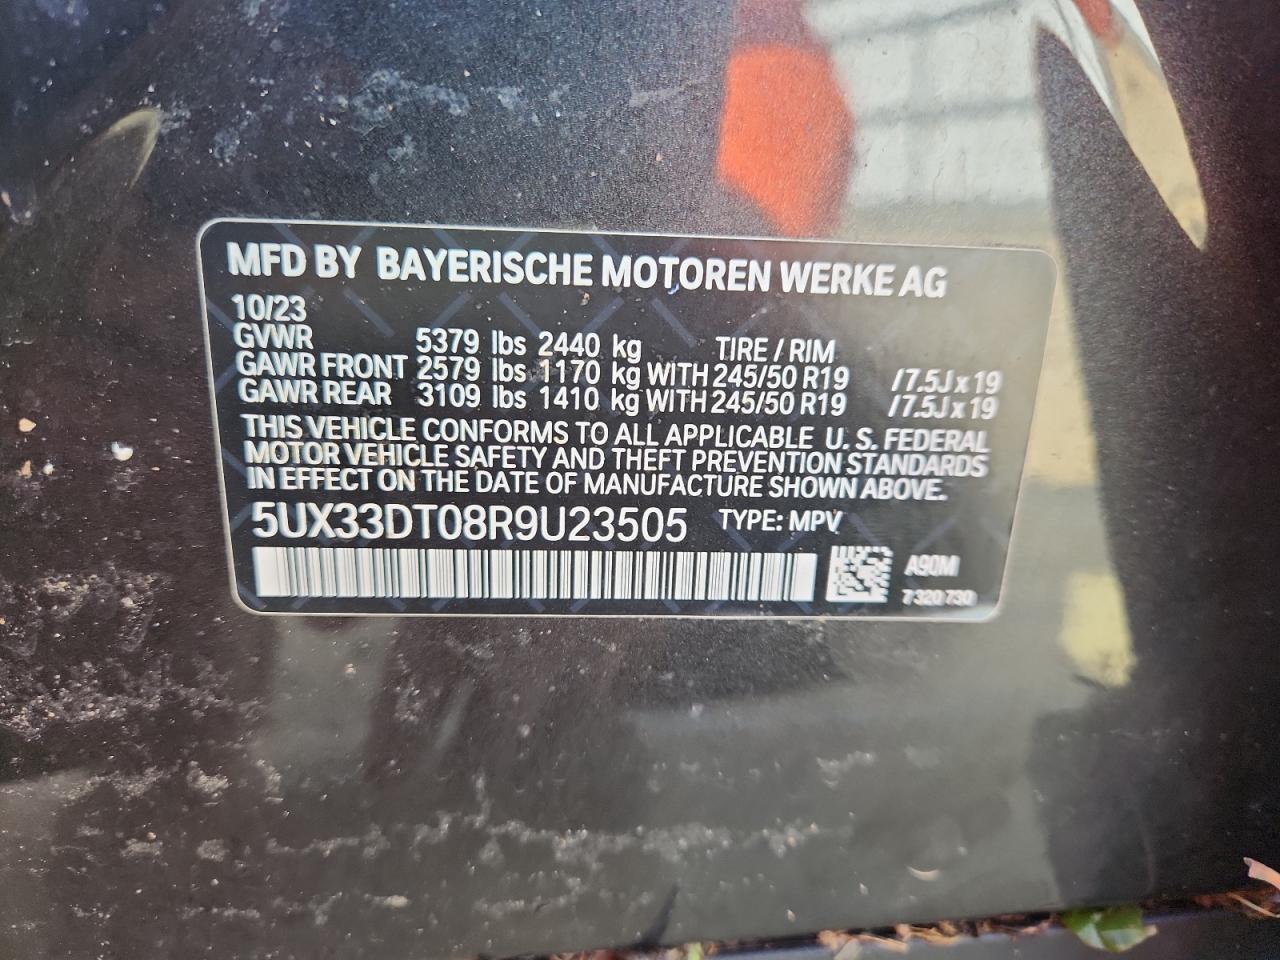 MFD BY BAYERISCHE MOTOREN WERKE AG
10/23
GVWR 5379 lbs 2440 kg TIRE / RIM
GAWR FRONT 2579 lbs 1170 kg WITH 245/50 R19 / 7.5J x 19
GAWR REAR 3109 lbs 1410 kg WITH 245/50 R19 / 7.5J x 19
THIS VEHICLE CONFORMS TO ALL APPLICABLE U. S. FEDERAL
MOTOR VEHICLE SAFETY AND THEFT PREVENTION STANDARDS
IN EFFECT ON THE DATE OF MANUFACTURE SHOWN ABOVE.
5UX33DT08R9U23505 TYPE: MPV
A90M
7 320 730